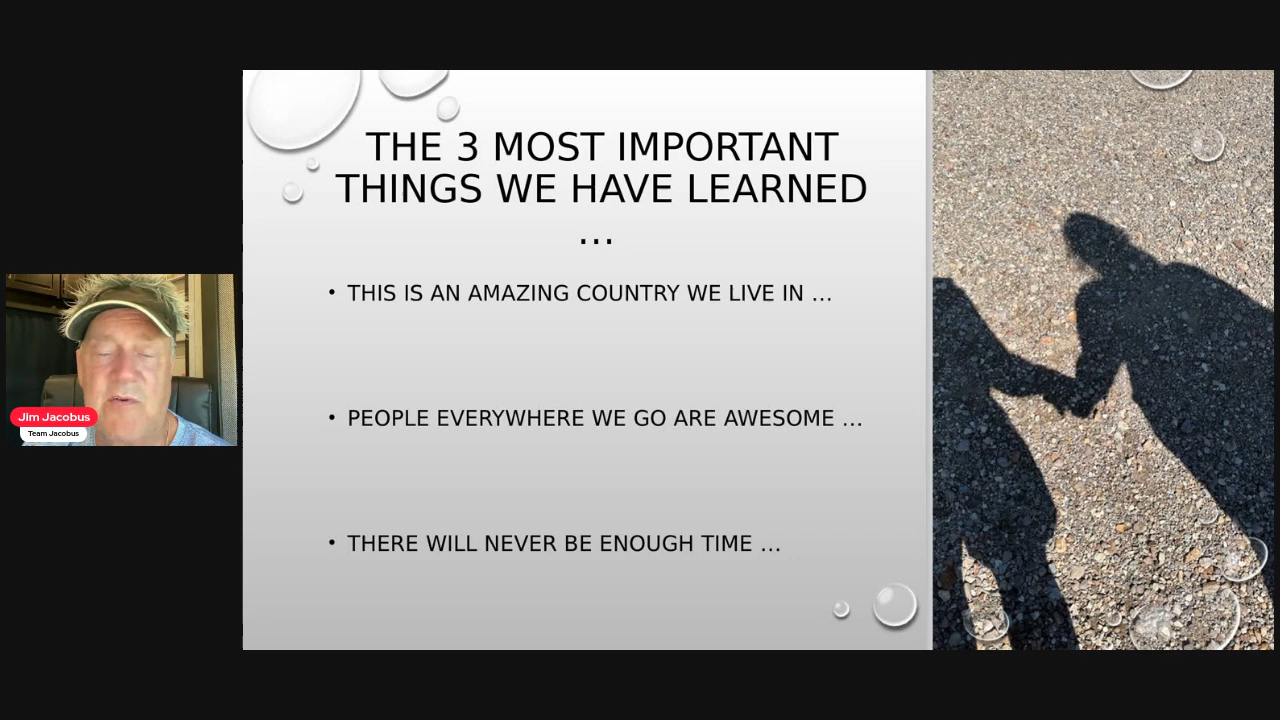 THE 3 MOST IMPORTANT
THINGS WE HAVE LEARNED
…
• THIS IS AN AMAZING COUNTRY WE LIVE IN …
• PEOPLE EVERYWHERE WE GO ARE AWESOME …
• THERE WILL NEVER BE ENOUGH TIME …
Jim Jacobus
Team Jacobus